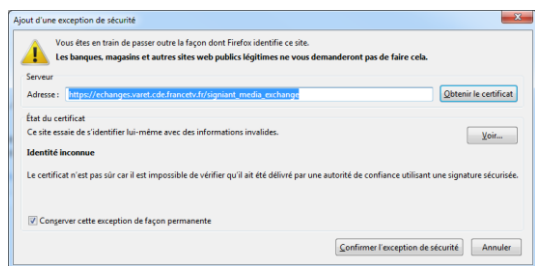 Ajout d'une exception de sécurité
Vous êtes en train de passer outre la façon dont Firefox identifie ce site.
Les banques, magasins et autres sites web publics légitimes ne vous demanderont pas de faire cela.
Serveur
Adresse : https://echanges.varet.cde.francetv.fr/signiant_media_exchange Obtenir le certificat
État du certificat
Ce site essaie de s'identifier lui-même avec des informations invalides. Voir...
Identité inconnue
Le certificat n'est pas sûr car il est impossible de vérifier qu'il ait été délivré par une autorité de confiance utilisant une signature sécurisée.
Conserver cette exception de façon permanente
Confirmer l'exception de sécurité Annuler